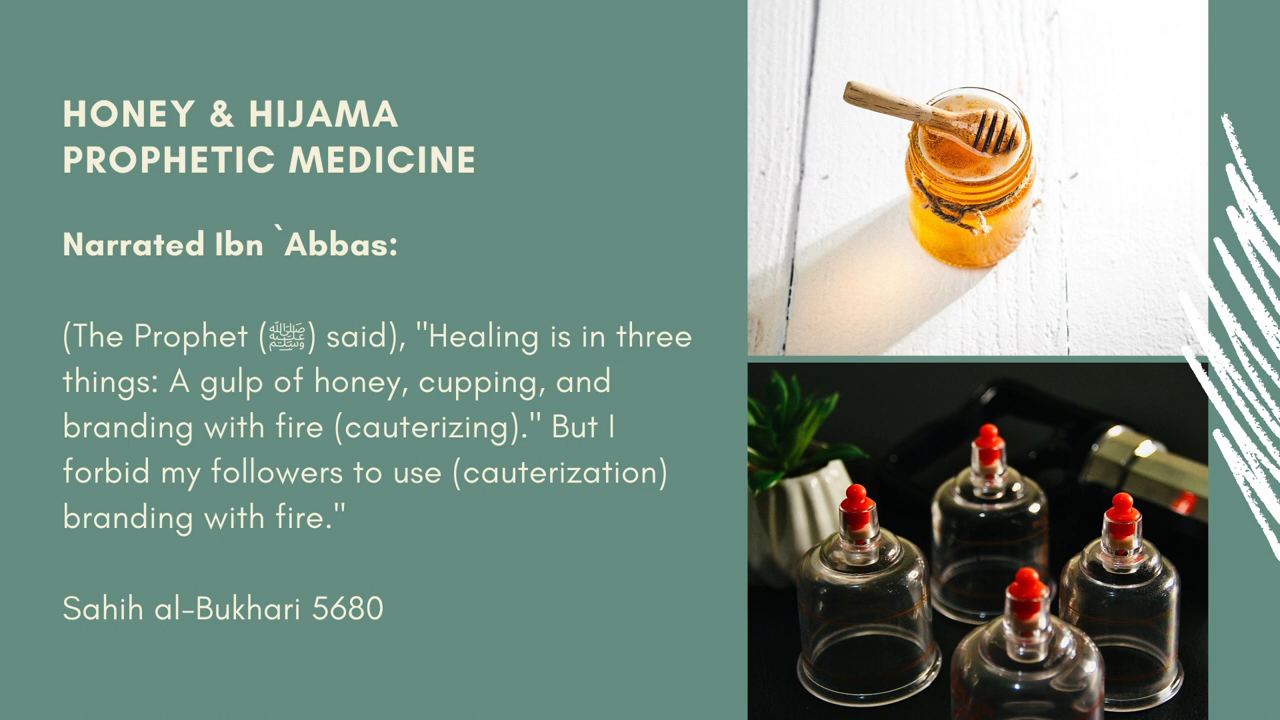 HONEY & HIJAMA
PROPHETIC MEDICINE
Narrated Ibn `Abbas:
(The Prophet (ﷺ) said), "Healing is in three
things: A gulp of honey, cupping, and
branding with fire (cauterizing)." But I
forbid my followers to use (cauterization)
branding with fire."
Sahih al-Bukhari 5680